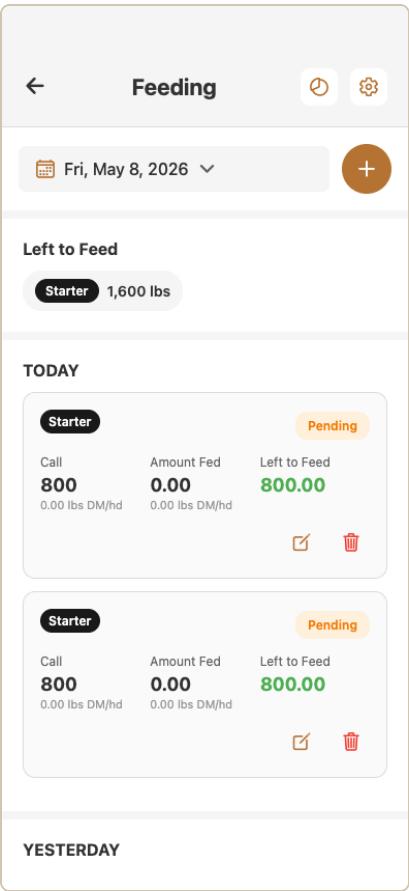 Feeding
Fri, May 8, 2026
Left to Feed
Starter 1,600 lbs
TODAY
Starter
Pending
Call Amount Fed Left to Feed
800 0.00 800.00
0.00 lbs DM/hd 0.00 lbs DM/hd
Starter
Pending
Call Amount Fed Left to Feed
800 0.00 800.00
0.00 lbs DM/hd 0.00 lbs DM/hd
YESTERDAY